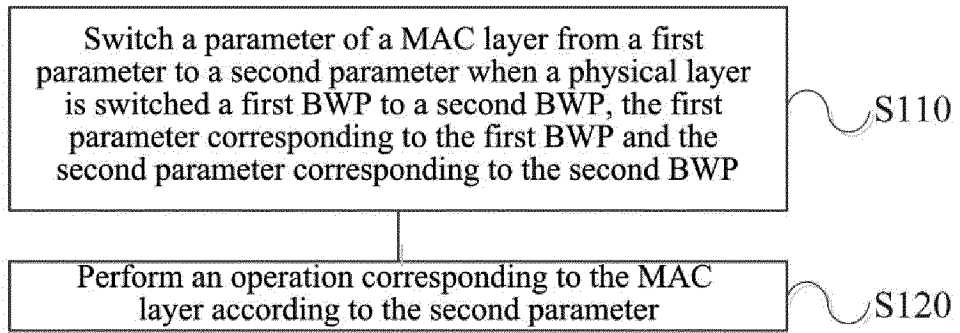 Switch a parameter of a MAC layer from a first
parameter to a second parameter when a physical layer
is switched a first BWP to a second BWP, the first
parameter corresponding to the first BWP and the
second parameter corresponding to the second BWP
S110
Perform an operation corresponding to the MAC
layer according to the second parameter
S120